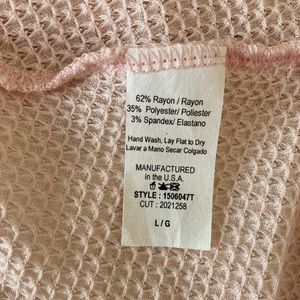 62% Rayon / Rayon
35% Polyester/ Poliester
3% Spandex/ Elastano
Hand Wash, Lay Flat to Dry
Lavar a Mano Secar Colgado
MANUFACTURED
in the U.S.A.
STYLE : 1506047T
CUT : 2021258
L / G